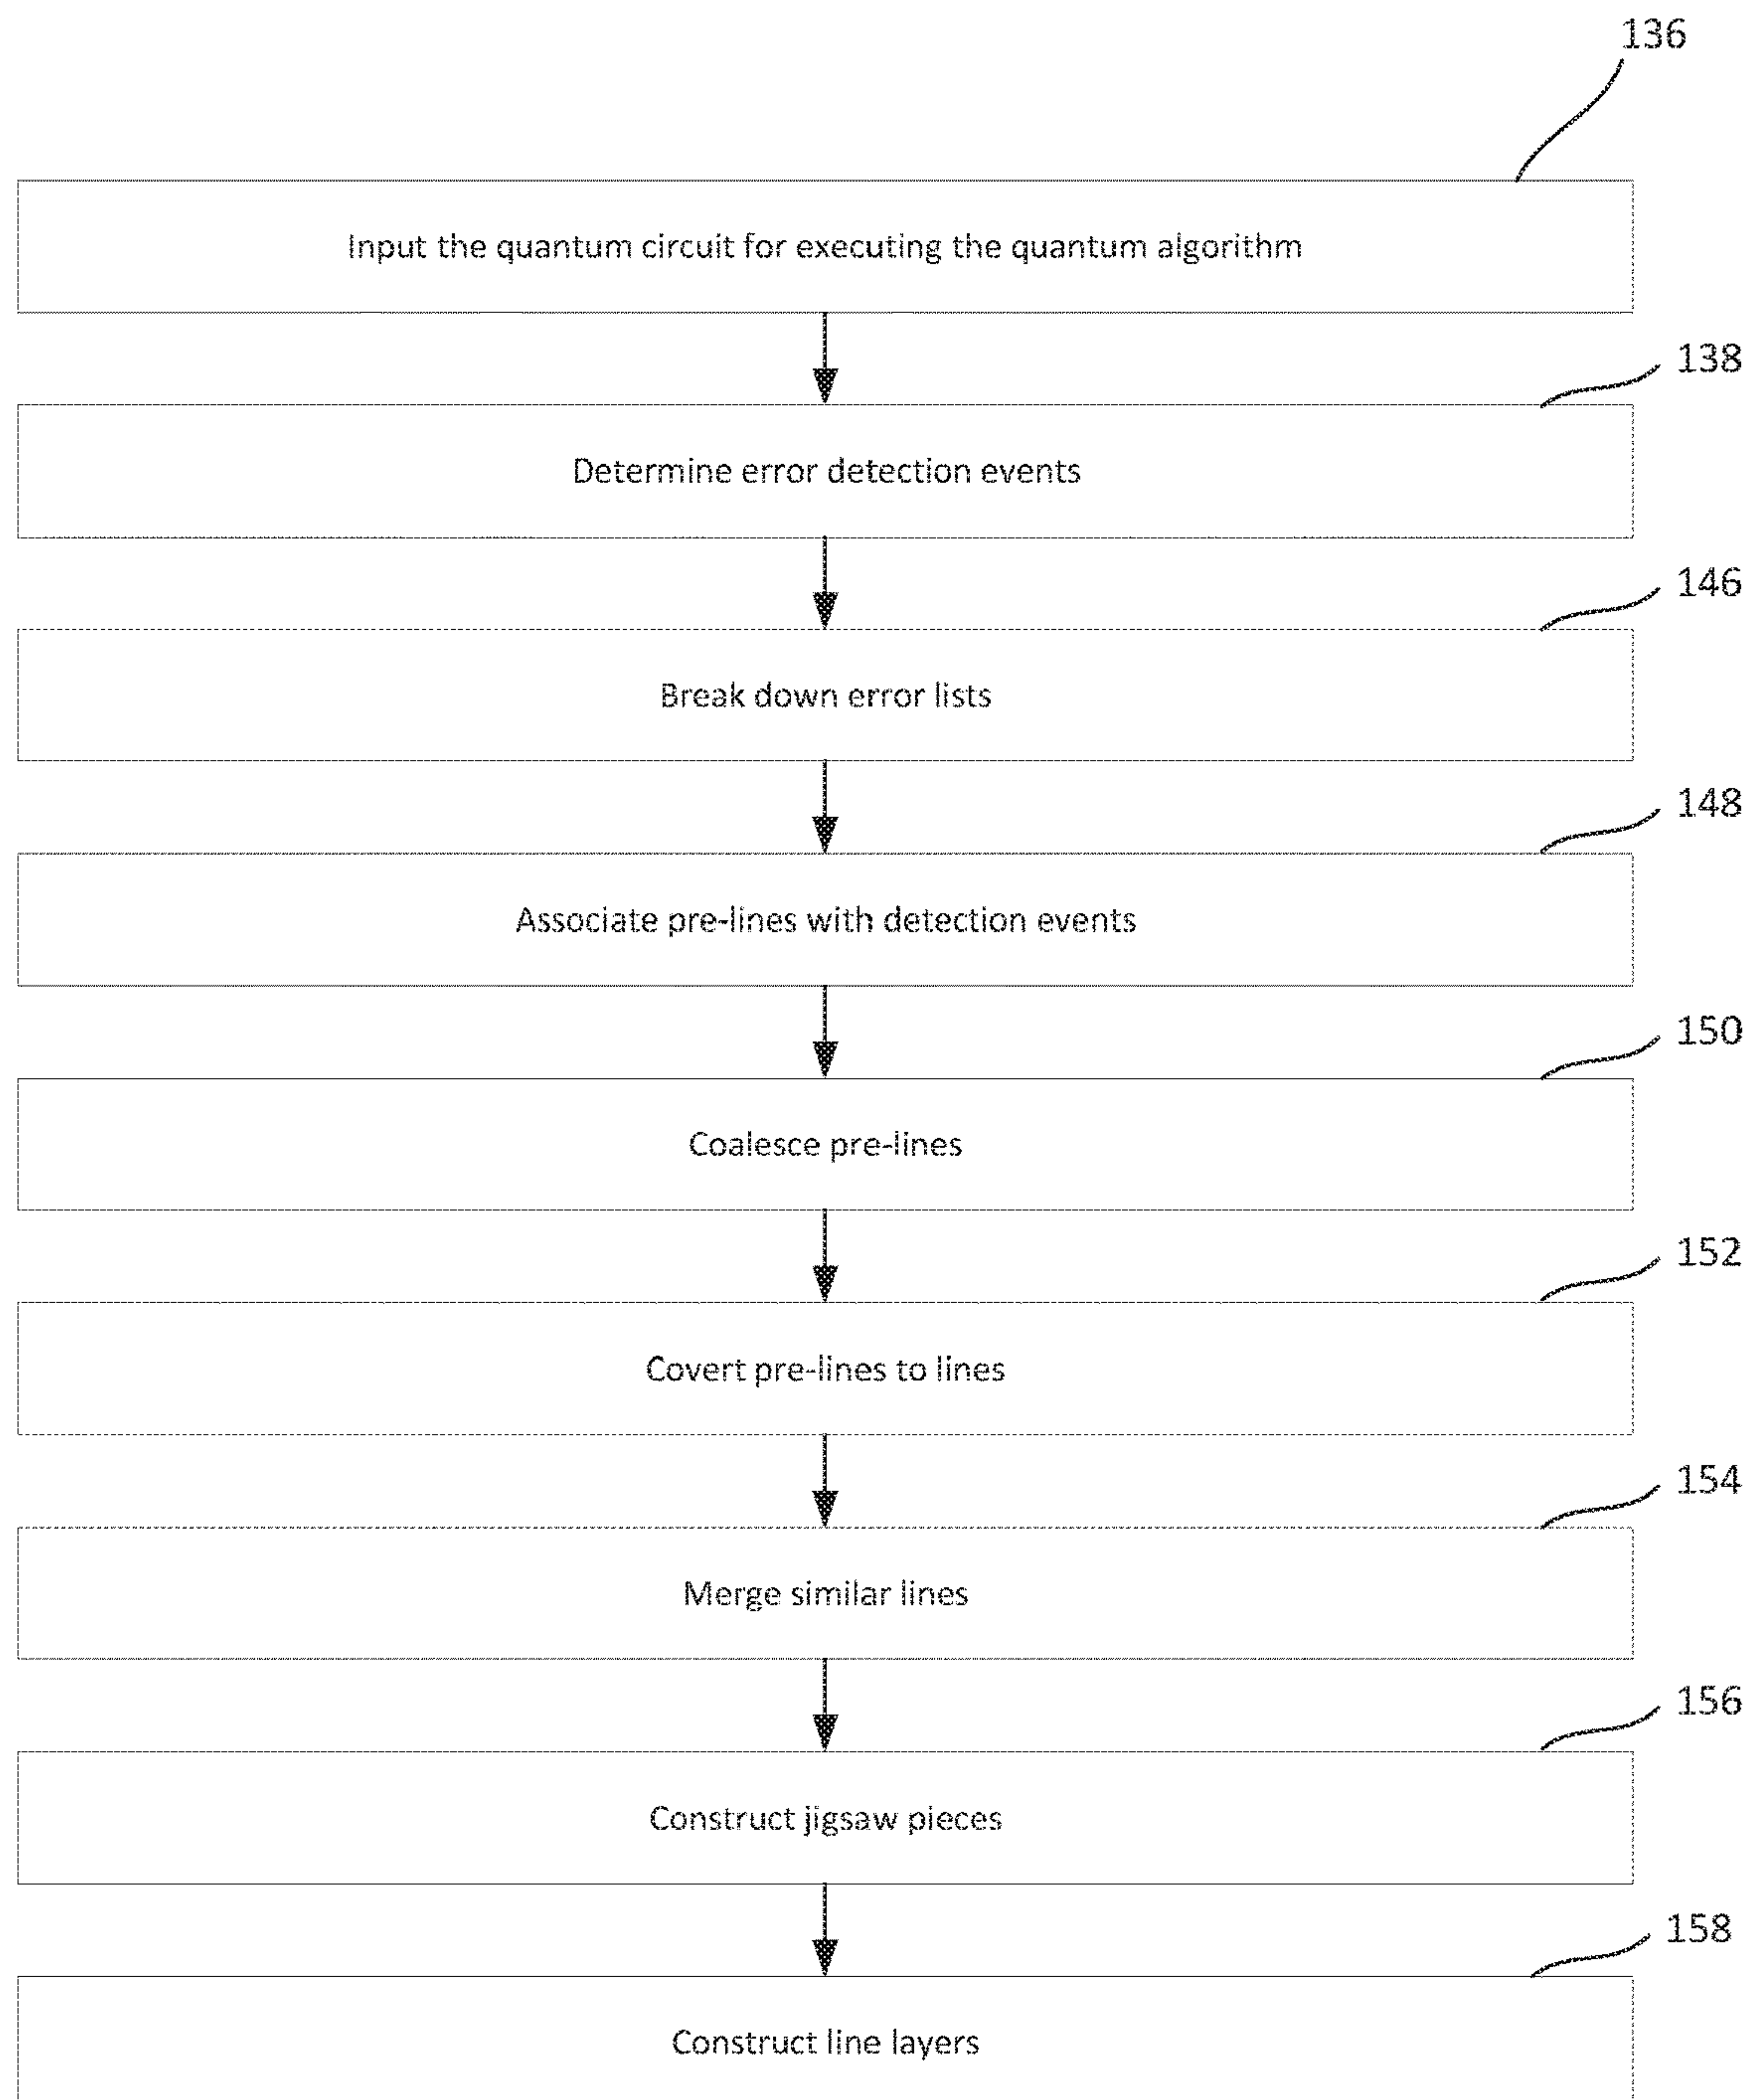 136
Input the quantum circuit for executing the quantum algorithm
138
Determine error detection events
146
Break down error lists
148
Associate pre-lines with detection events
150
Coalesce pre-lines
152
Covert pre-lines to lines
154
Merge similar lines
156
Construct jigsaw pieces
158
Construct line layers